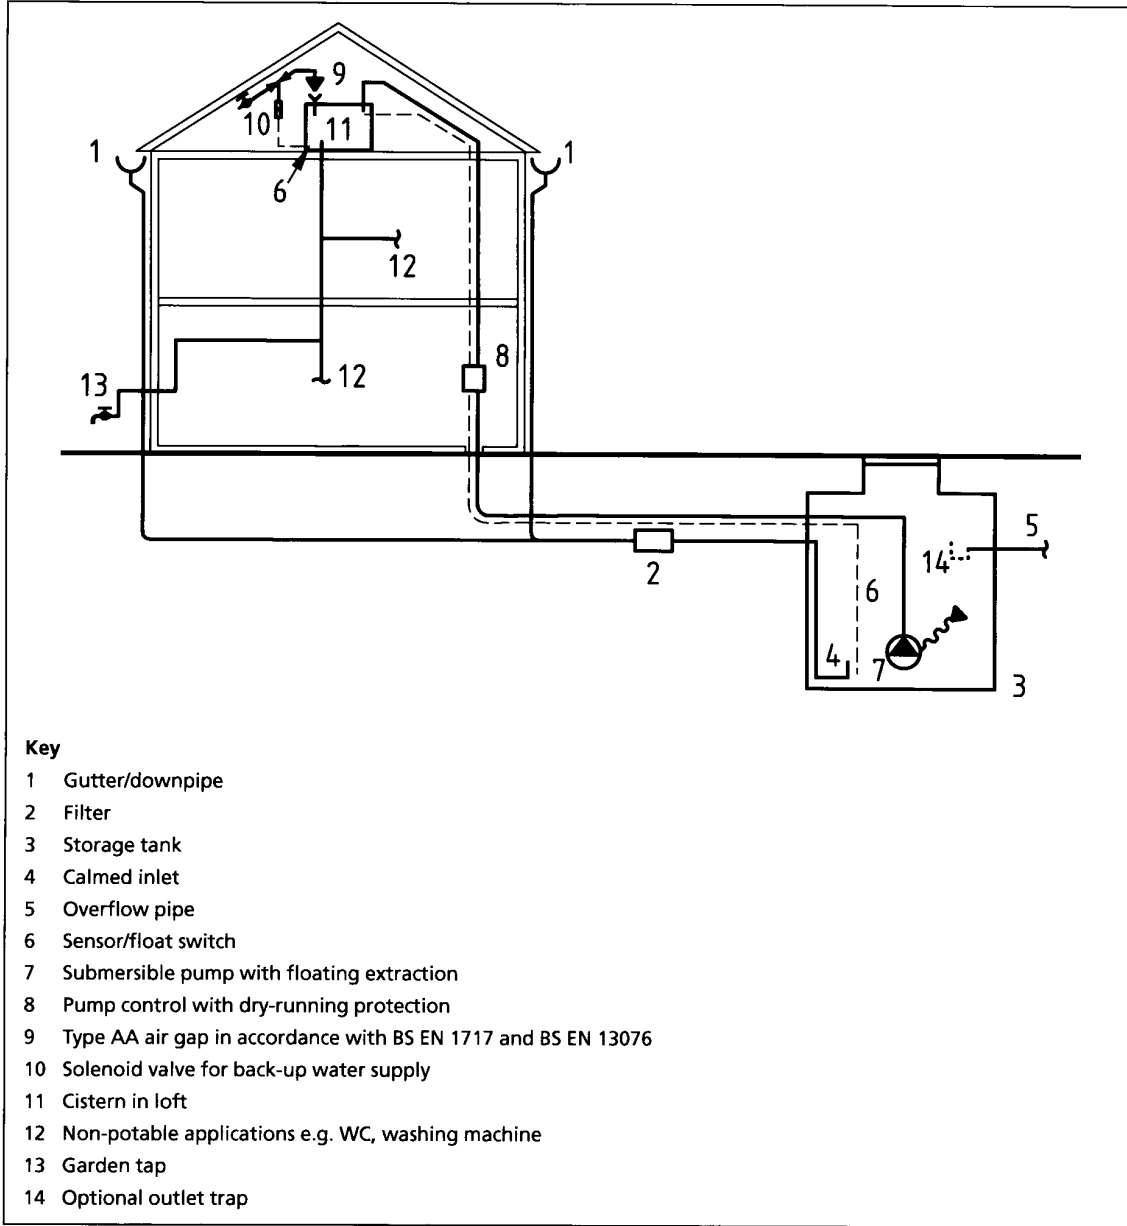 9
10
11
1
1
6
12
8
13
12
5
14
2
6
4
7
3
Key
1 Gutter/downpipe
2 Filter
3 Storage tank
4 Calmed inlet
5 Overflow pipe
6 Sensor/float switch
7 Submersible pump with floating extraction
8 Pump control with dry-running protection
9 Type AA air gap in accordance with BS EN 1717 and BS EN 13076
10 Solenoid valve for back-up water supply
11 Cistern in loft
12 Non-potable applications e.g. WC, washing machine
13 Garden tap
14 Optional outlet trap